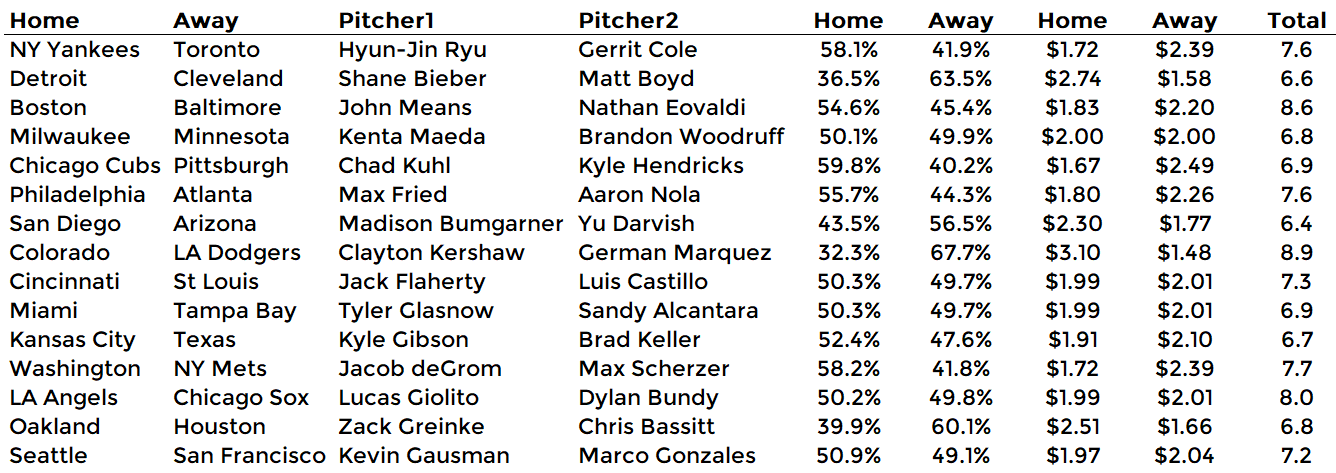 Home Away Pitcher1 Pitcher2 Home Away Home Away Total
NY Yankees Toronto Hyun-Jin Ryu Gerrit Cole 58.1% 41.9% $1.72 $2.39 7.6
Detroit Cleveland Shane Bieber Matt Boyd 36.5% 63.5% $2.74 $1.58 6.6
Boston Baltimore John Means Nathan Eovaldi 54.6% 45.4% $1.83 $2.20 8.6
Milwaukee Minnesota Kenta Maeda Brandon Woodruff 50.1% 49.9% $2.00 $2.00 6.8
Chicago Cubs Pittsburgh Chad Kuhl Kyle Hendricks 59.8% 40.2% $1.67 $2.49 6.9
Philadelphia Atlanta Max Fried Aaron Nola 55.7% 44.3% $1.80 $2.26 7.6
San Diego Arizona Madison Bumgarner Yu Darvish 43.5% 56.5% $2.30 $1.77 6.4
Colorado LA Dodgers Clayton Kershaw German Marquez 32.3% 67.7% $3.10 $1.48 8.9
Cincinnati St Louis Jack Flaherty Luis Castillo 50.3% 49.7% $1.99 $2.01 7.3
Miami Tampa Bay Tyler Glasnow Sandy Alcantara 50.3% 49.7% $1.99 $2.01 6.9
Kansas City Texas Kyle Gibson Brad Keller 52.4% 47.6% $1.91 $2.10 6.7
Washington NY Mets Jacob deGrom Max Scherzer 58.2% 41.8% $1.72 $2.39 7.7
LA Angels Chicago Sox Lucas Giolito Dylan Bundy 50.2% 49.8% $1.99 $2.01 8.0
Oakland Houston Zack Greinke Chris Bassitt 39.9% 60.1% $2.51 $1.66 6.8
Seattle San Francisco Kevin Gausman Marco Gonzales 50.9% 49.1% $1.97 $2.04 7.2